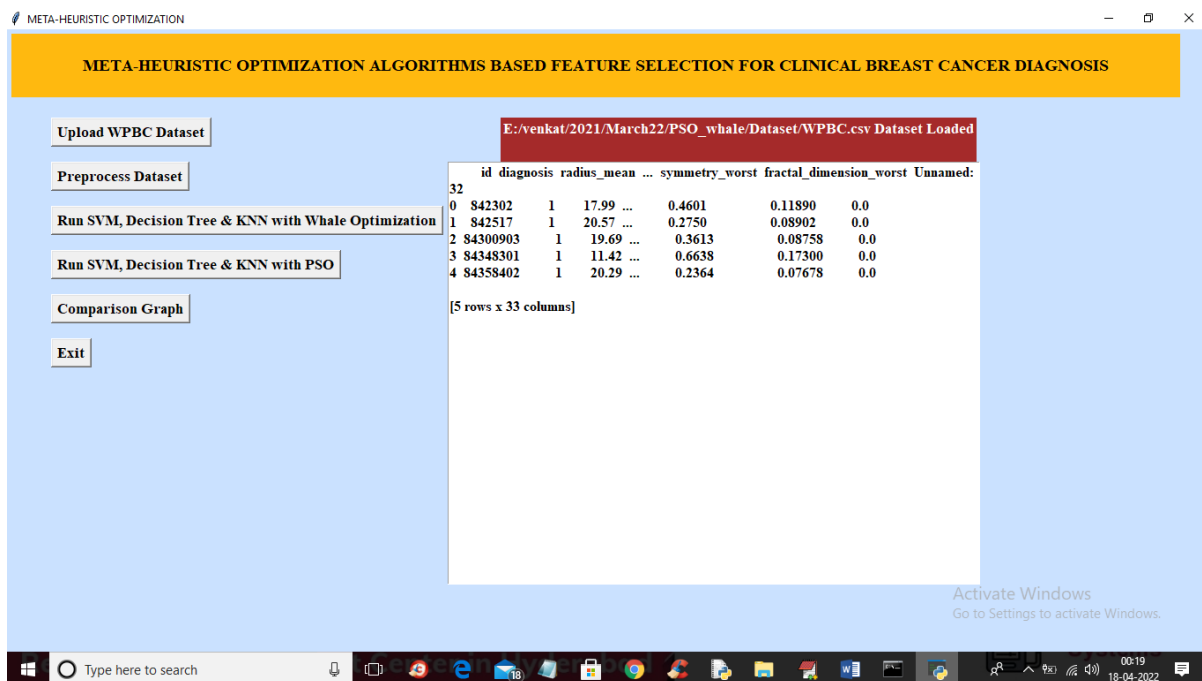 META-HEURISTIC OPTIMIZATION
META-HEURISTIC OPTIMIZATION ALGORITHMS BASED FEATURE SELECTION FOR CLINICAL BREAST CANCER DIAGNOSIS
Upload WPBC Dataset
Preprocess Dataset
Run SVM, Decision Tree & KNN with Whale Optimization
Run SVM, Decision Tree & KNN with PSO
Comparison Graph
Exit
E:/venkat/2021/March22/PSO_whale/Dataset/WPBC.csv Dataset Loaded
id diagnosis radius_mean ... symmetry_worst fractal_dimension_worst Unnamed:
32
0 842302 1 17.99 ... 0.4601 0.11890 0.0
1 842517 1 20.57 ... 0.2750 0.08902 0.0
2 84300903 1 19.69 ... 0.3613 0.08758 0.0
3 84348301 1 11.42 ... 0.6638 0.17300 0.0
4 84358402 1 20.29 ... 0.2364 0.07678 0.0
[5 rows x 33 columns]
Activate Windows
Go to Settings to activate Windows.
Type here to search
18
00:19
18-04-2022